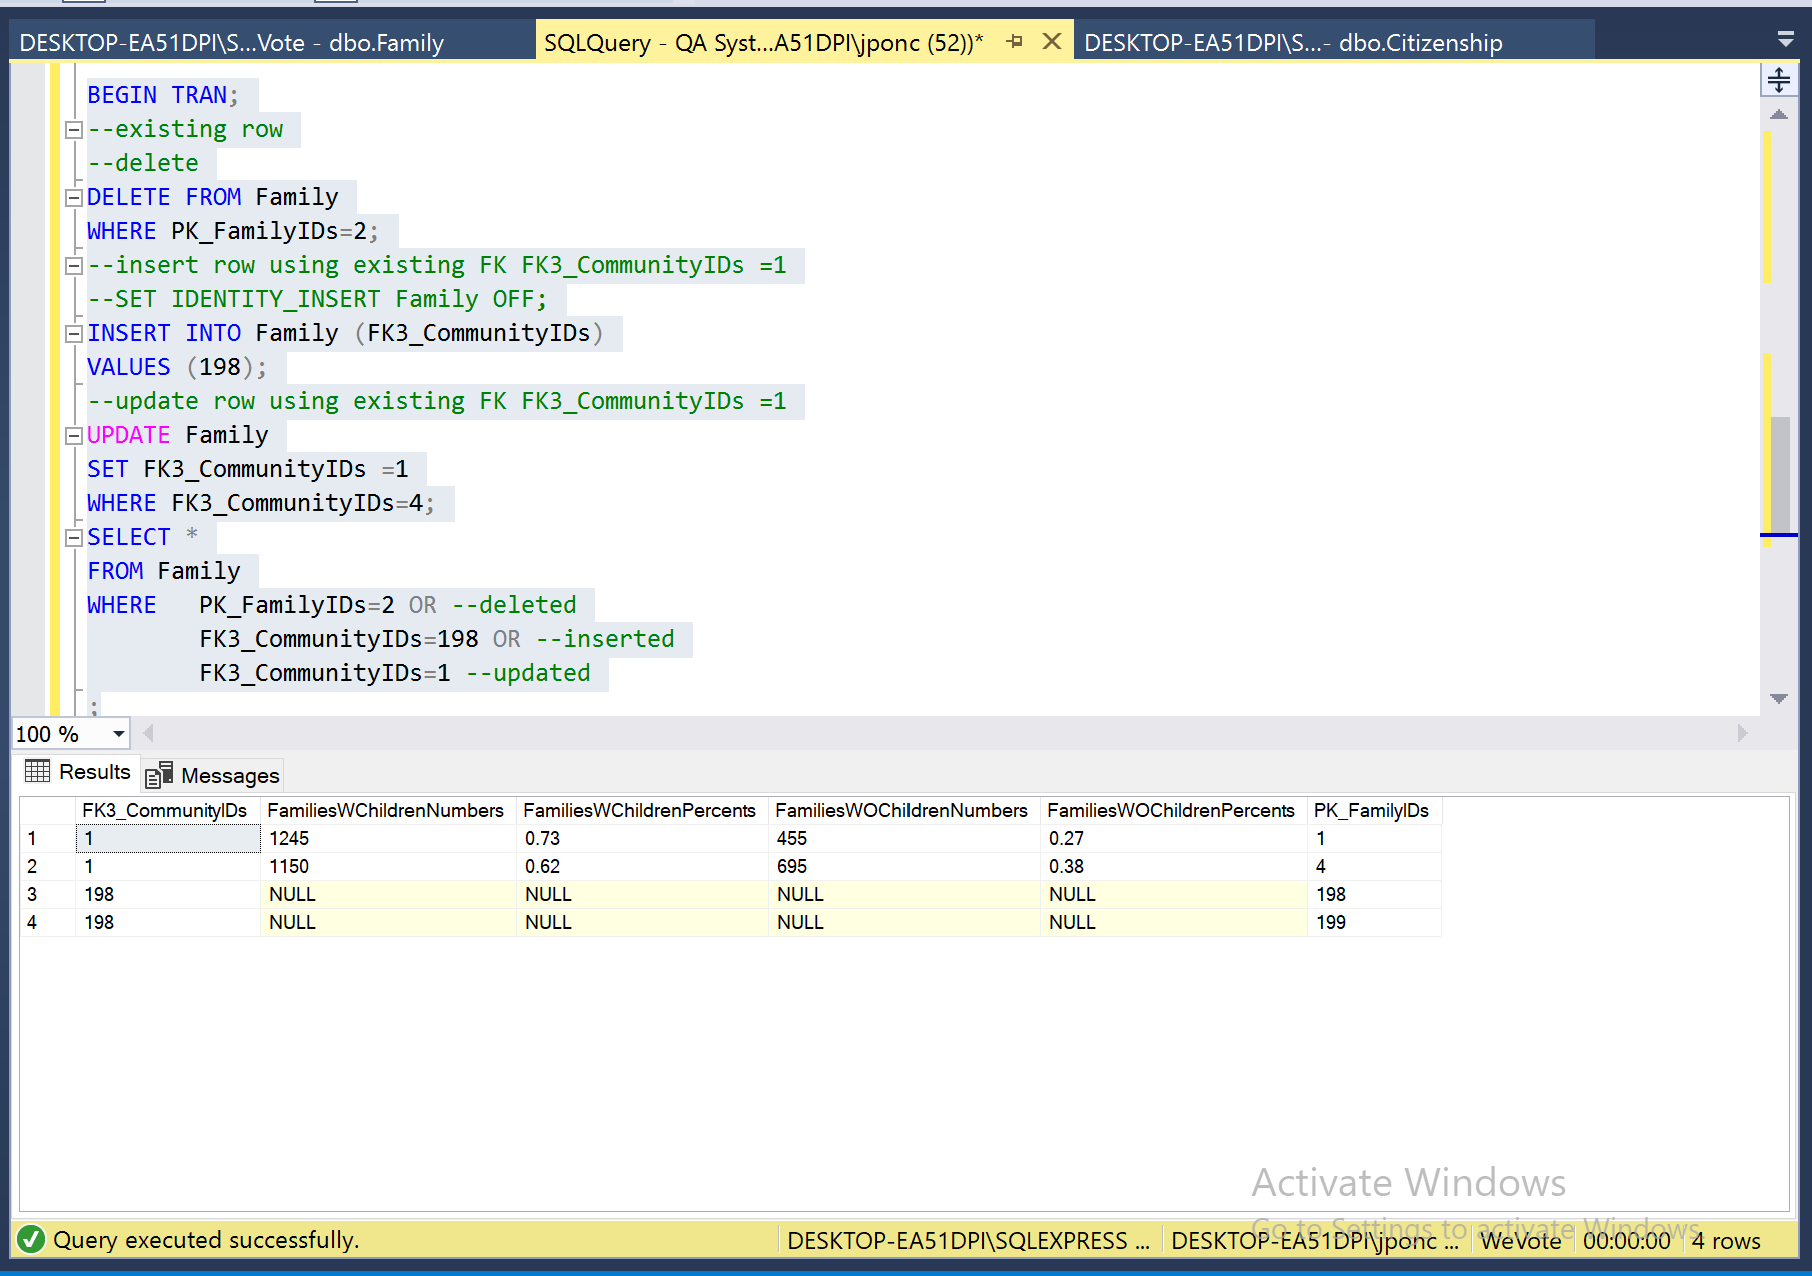 DESKTOP-EA51DPI\S...Vote - dbo.Family
SQLQuery - QA Syst...A51DPI\jponc (52))*
DESKTOP-EA51DPI\S...- dbo.Citizenship
BEGIN TRAN;
--existing row
--delete
DELETE FROM Family
WHERE PK_FamilyIDs=2;
--insert row using existing FK FK3_CommunityIDs =1
--SET IDENTITY_INSERT Family OFF;
INSERT INTO Family (FK3_CommunityIDs)
VALUES (198);
--update row using existing FK FK3_CommunityIDs =1
UPDATE Family
SET FK3_CommunityIDs =1
WHERE FK3_CommunityIDs=4;
SELECT *
FROM Family
WHERE   PK_FamilyIDs=2 OR --deleted
        FK3_CommunityIDs=198 OR --inserted
        FK3_CommunityIDs=1 --updated
;
100 %
Results Messages
FK3_CommunityIDs FamiliesWChildrenNumbers FamiliesWChildrenPercents FamiliesWOChildrenNumbers FamiliesWOChildrenPercents PK_FamilyIDs
1 1 1245 0.73 455 0.27 1
2 1 1150 0.62 695 0.38 4
3 198 NULL NULL NULL NULL 198
4 198 NULL NULL NULL NULL 199
Activate Windows
Go to Settings to activate Windows.
Query executed successfully.
DESKTOP-EA51DPI\SQLEXPRESS ... DESKTOP-EA51DPI\jponc ... WeVote 00:00:00 4 rows